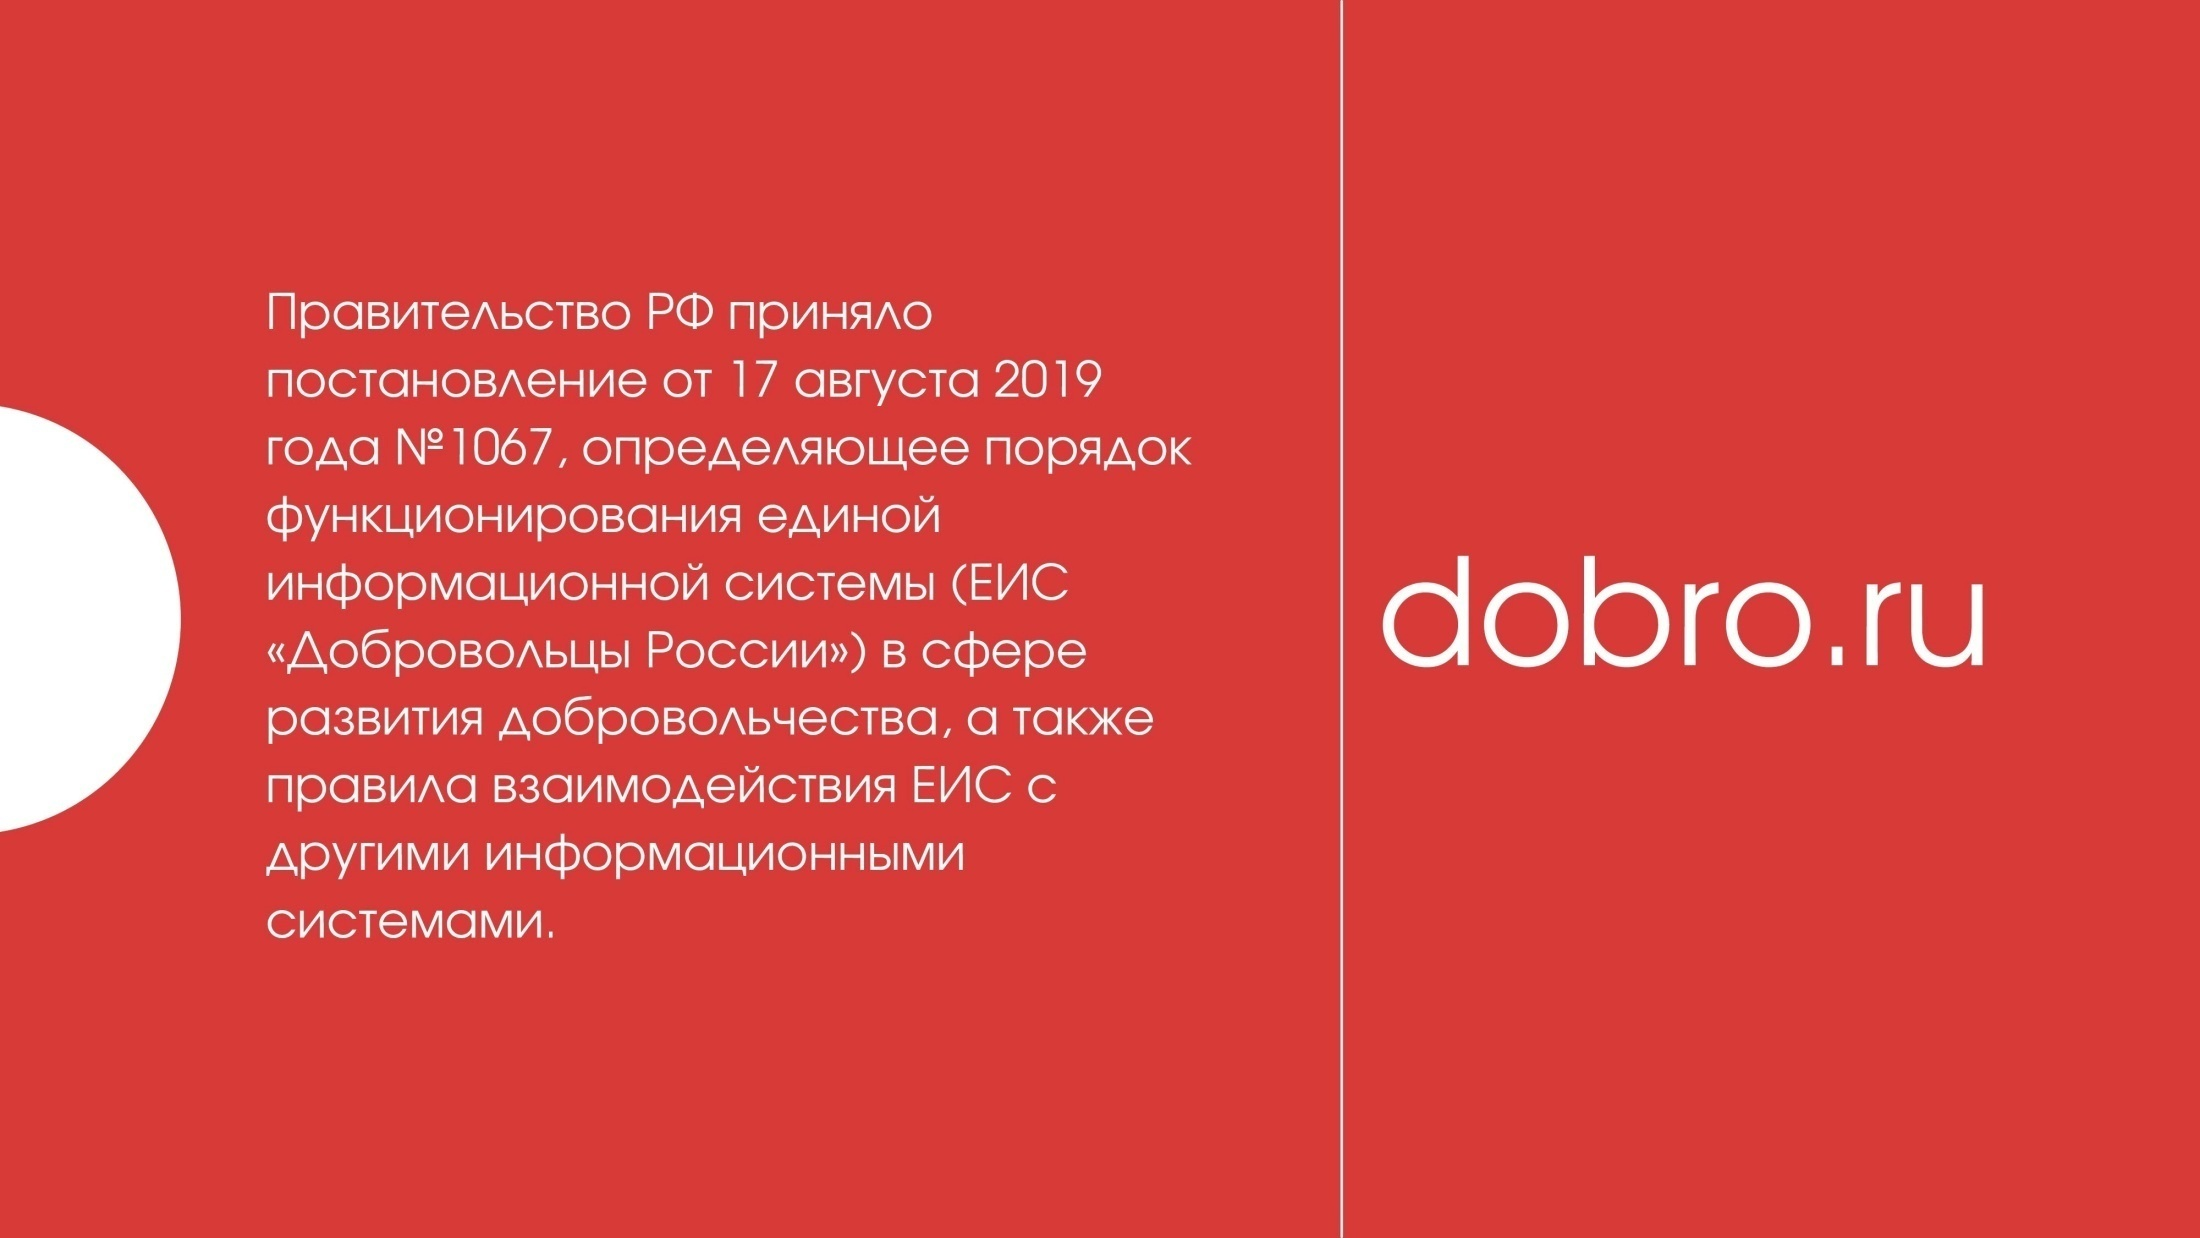 Правительство РФ приняло
постановление от 17 августа 2019
года №1067, определяющее порядок
функционирования единой
информационной системы (ЕИС
«Добровольцы России») в сфере
развития добровольчества, а также
правила взаимодействия ЕИС с
другими информационными
системами.
dobro.ru